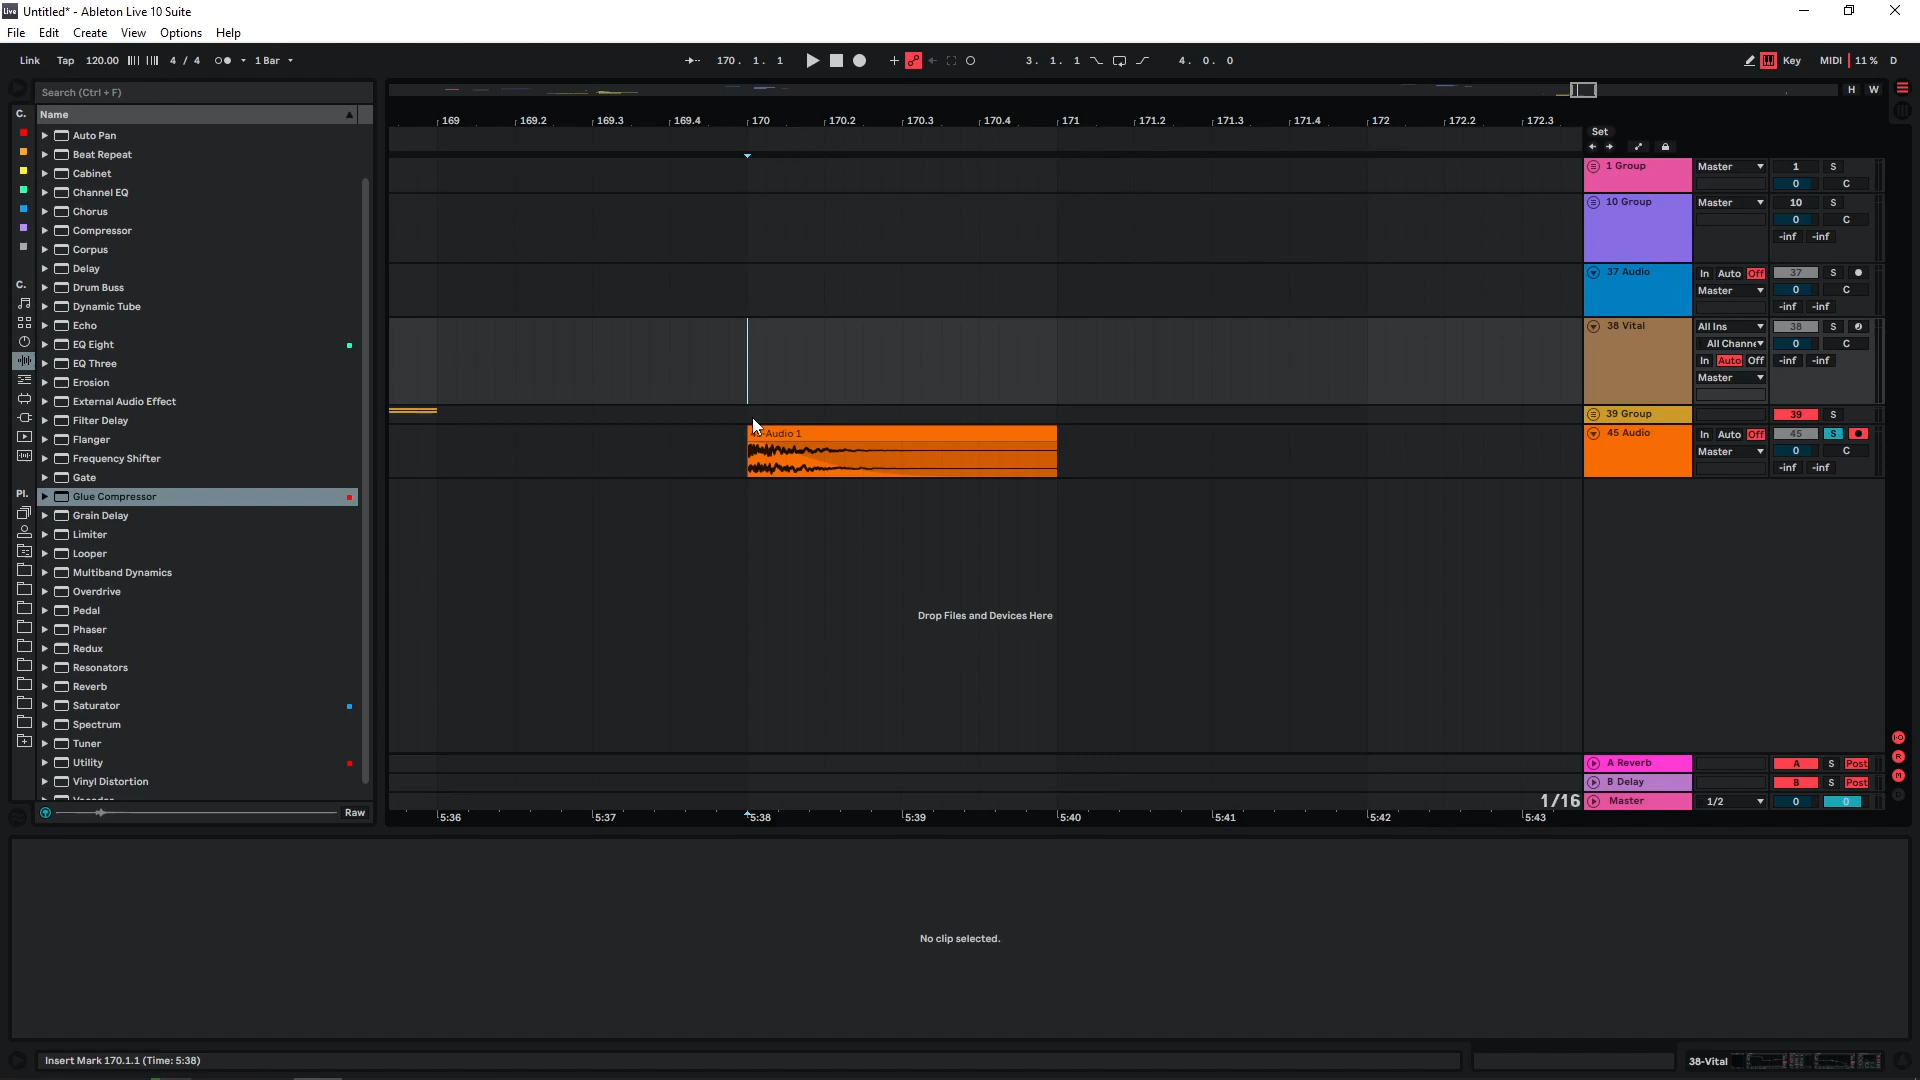 Untitled* - Ableton Live 10 Suite
File Edit Create View Options Help
Link Tap 120.00 4 / 4 1 Bar 170. 1. 1 3. 1. 1 4. 0. 0 Key MIDI 11 % D
Search (Ctrl + F)
H W
C. Name
169 169.2 169.3 169.4 170 170.2 170.3 170.4 171 171.2 171.3 171.4 172 172.2 172.3
Set
Auto Pan
Beat Repeat
Cabinet
Channel EQ
Chorus
Compressor
Corpus
Delay
Drum Buss
Dynamic Tube
Echo
EQ Eight
EQ Three
Erosion
External Audio Effect
Filter Delay
Flanger
Frequency Shifter
Gate
Glue Compressor
Grain Delay
Limiter
Looper
Multiband Dynamics
Overdrive
Pedal
Phaser
Redux
Resonators
Reverb
Saturator
Spectrum
Tuner
Utility
Vinyl Distortion
C.
Pl.
Raw
1 Group Master 1 S
0 C
10 Group Master 10 S
0 C
-inf -inf
37 Audio In Auto Off 37 S
Master 0 C
-inf -inf
38 Vital All Ins 38 S
All Channe 0 C
In Auto Off -inf -inf
Master
39 Group 39 S
-Audio 1
45 Audio In Auto Off 45 S
Master 0 C
-inf -inf
Drop Files and Devices Here
A Reverb A S Post
B Delay B S Post
1/16 Master 1/2 0 0
5:36 5:37 5:38 5:39 5:40 5:41 5:42 5:43
No clip selected.
Insert Mark 170.1.1 (Time: 5:38)
38-Vital